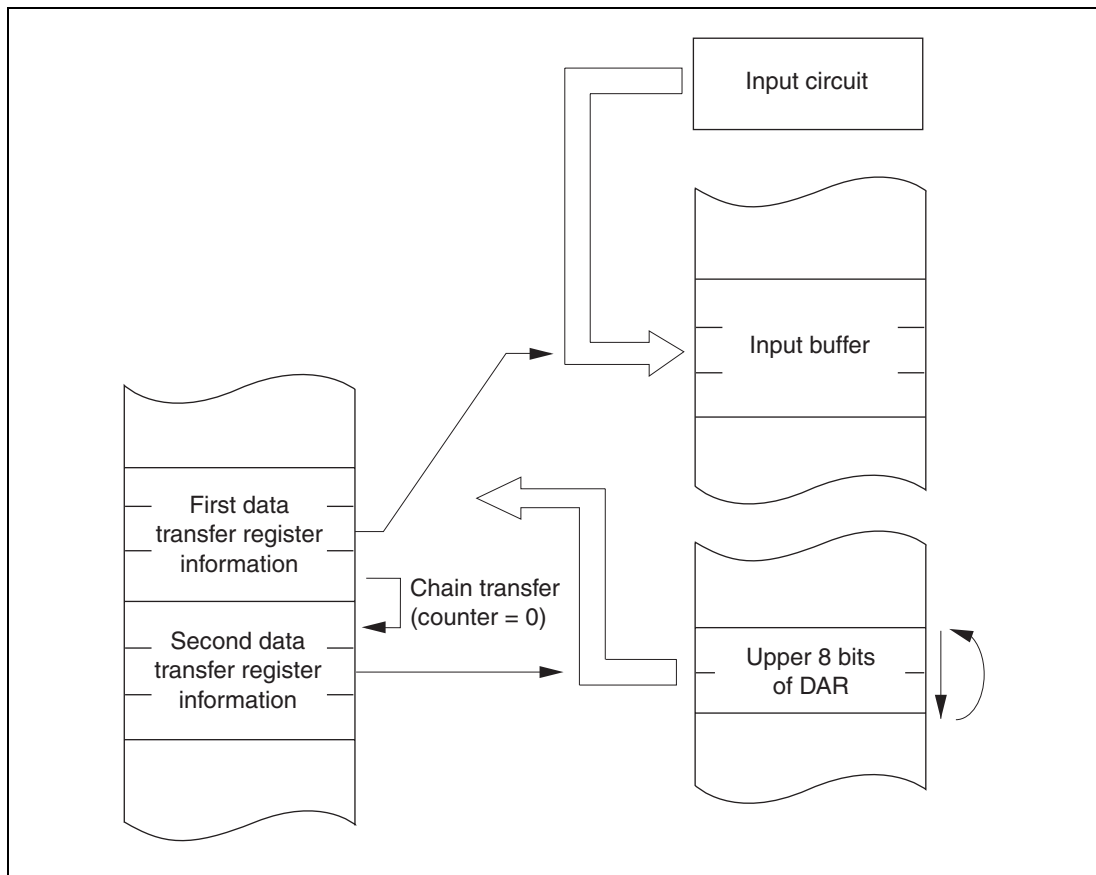 Input circuit
Input buffer
First data
transfer register
information
Chain transfer
(counter = 0)
Second data
transfer register
information
Upper 8 bits
of DAR